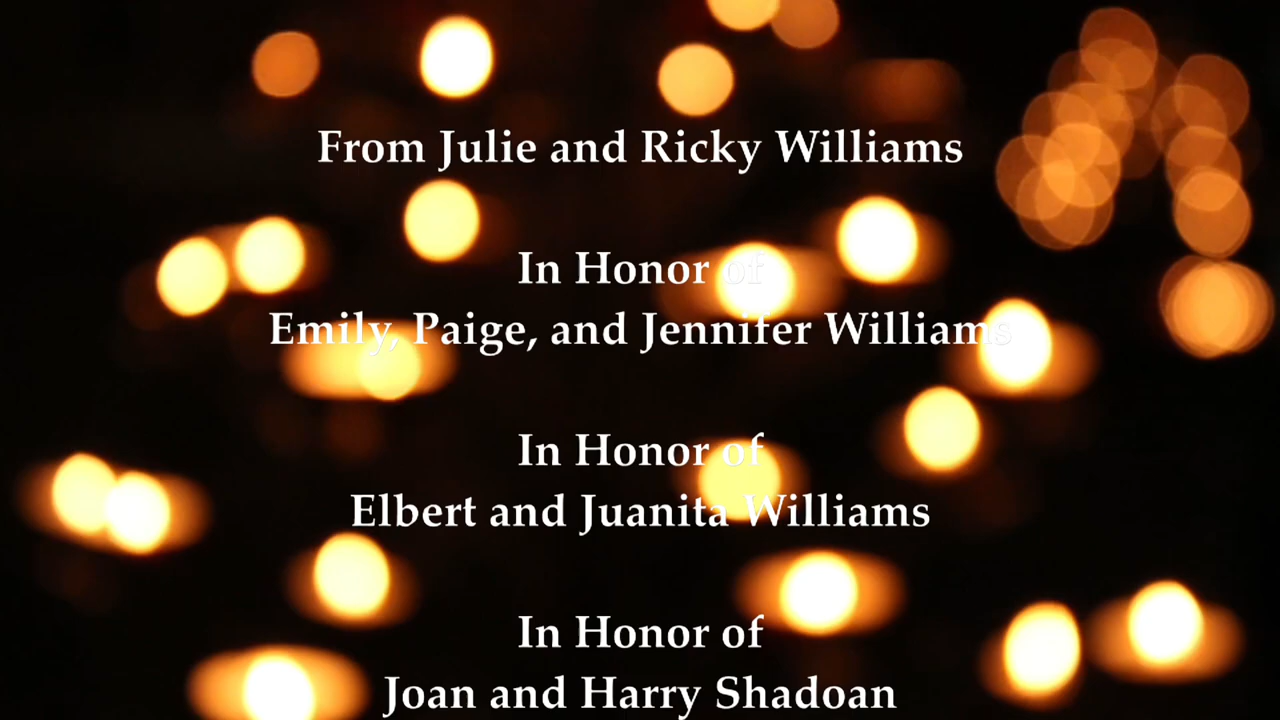 From Julie and Ricky Williams
In Honor of
Emily, Paige, and Jennifer Williams
In Honor of
Elbert and Juanita Williams
In Honor of
Joan and Harry Shadoan